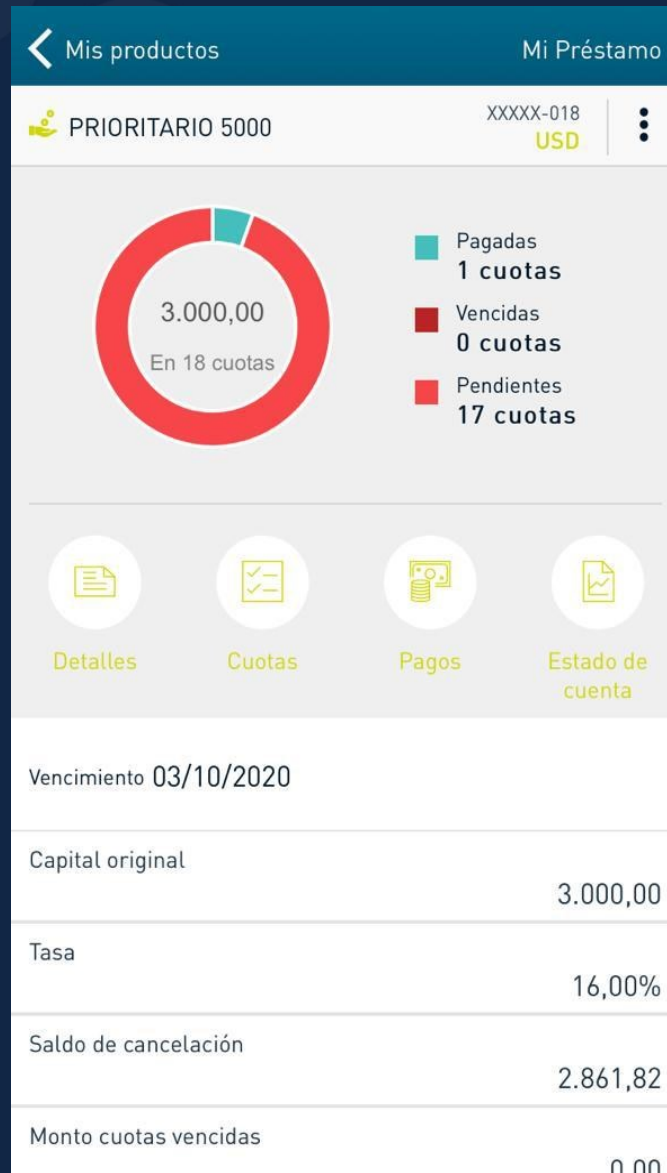 Mis productos
Mi Préstamo
PRIORITARIO 5000
XXXXX-018
USD
3.000,00
En 18 cuotas
Pagadas
1 cuotas
Vencidas
0 cuotas
Pendientes
17 cuotas
Detalles
Cuotas
Pagos
Estado de
cuenta
Vencimiento 03/10/2020
Capital original
3.000,00
Tasa
16,00%
Saldo de cancelación
2.861,82
Monto cuotas vencidas
0,00